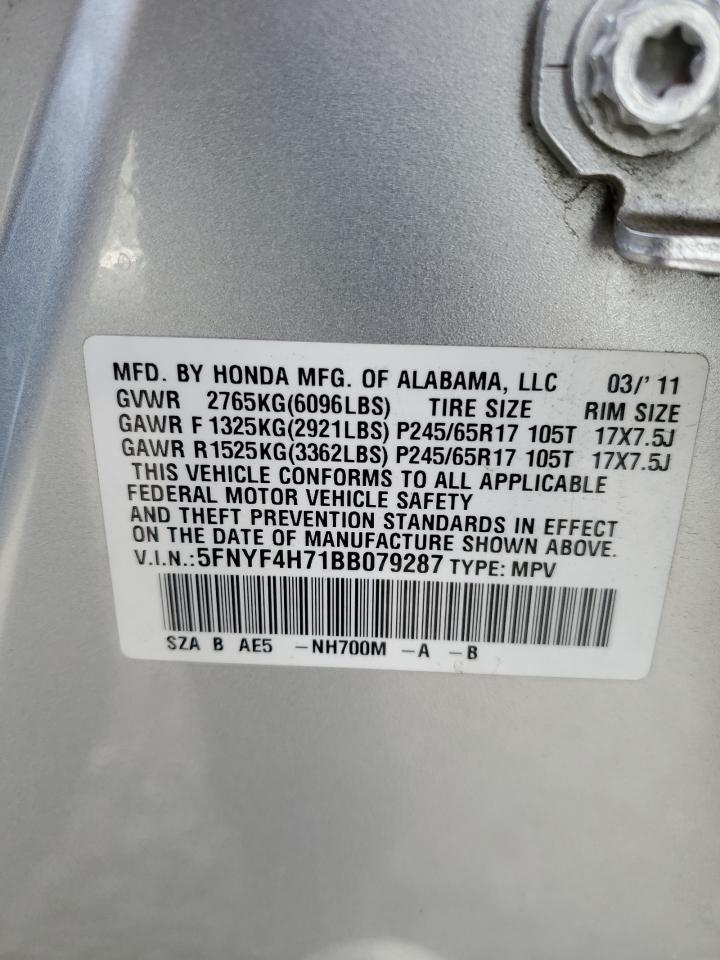 MFD. BY HONDA MFG. OF ALABAMA, LLC 03/' 11
GVWR 2765KG(6096LBS) TIRE SIZE RIM SIZE
GAWR F 1325KG(2921LBS) P245/65R17 105T 17X7.5J
GAWR R1525KG(3362LBS) P245/65R17 105T 17X7.5J
THIS VEHICLE CONFORMS TO ALL APPLICABLE
FEDERAL MOTOR VEHICLE SAFETY
AND THEFT PREVENTION STANDARDS IN EFFECT
ON THE DATE OF MANUFACTURE SHOWN ABOVE.
V.I.N.:5FNYF4H71BB079287 TYPE: MPV
SZA B AE5 -NH700M -A -B